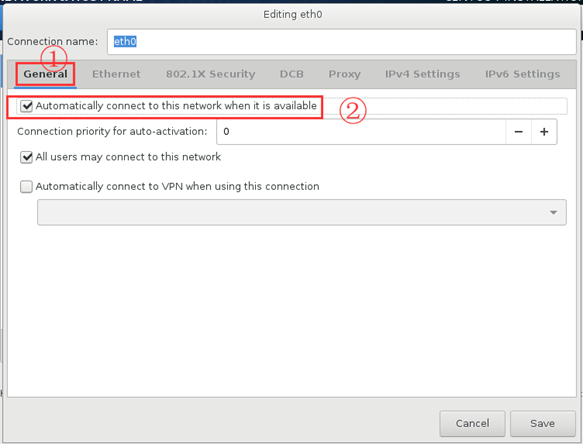 Editing eth0
Connection name: eth0
①
General Ethernet 802.1X Security DCB Proxy IPv4 Settings IPv6 Settings
Automatically connect to this network when it is available ②
Connection priority for auto-activation: 0 − +
All users may connect to this network
Automatically connect to VPN when using this connection
Cancel Save